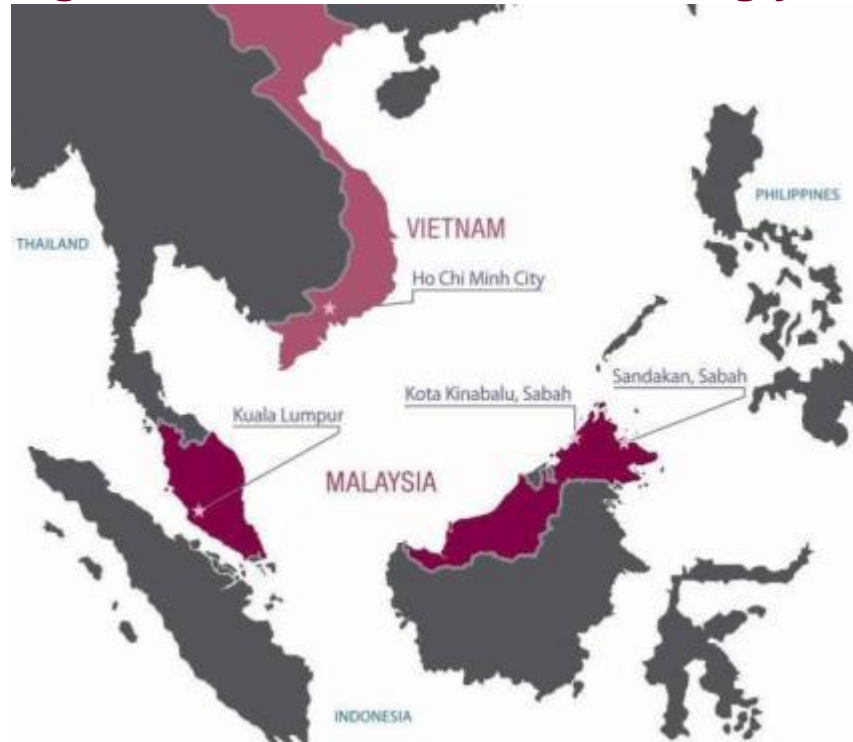 PHILIPPINES
VIETNAM
THAILAND
Ho Chi Minh City
Sandakan, Sabah
Kota Kinabalu, Sabah
Kuala Lumpur
MALAYSIA
INDONESIA